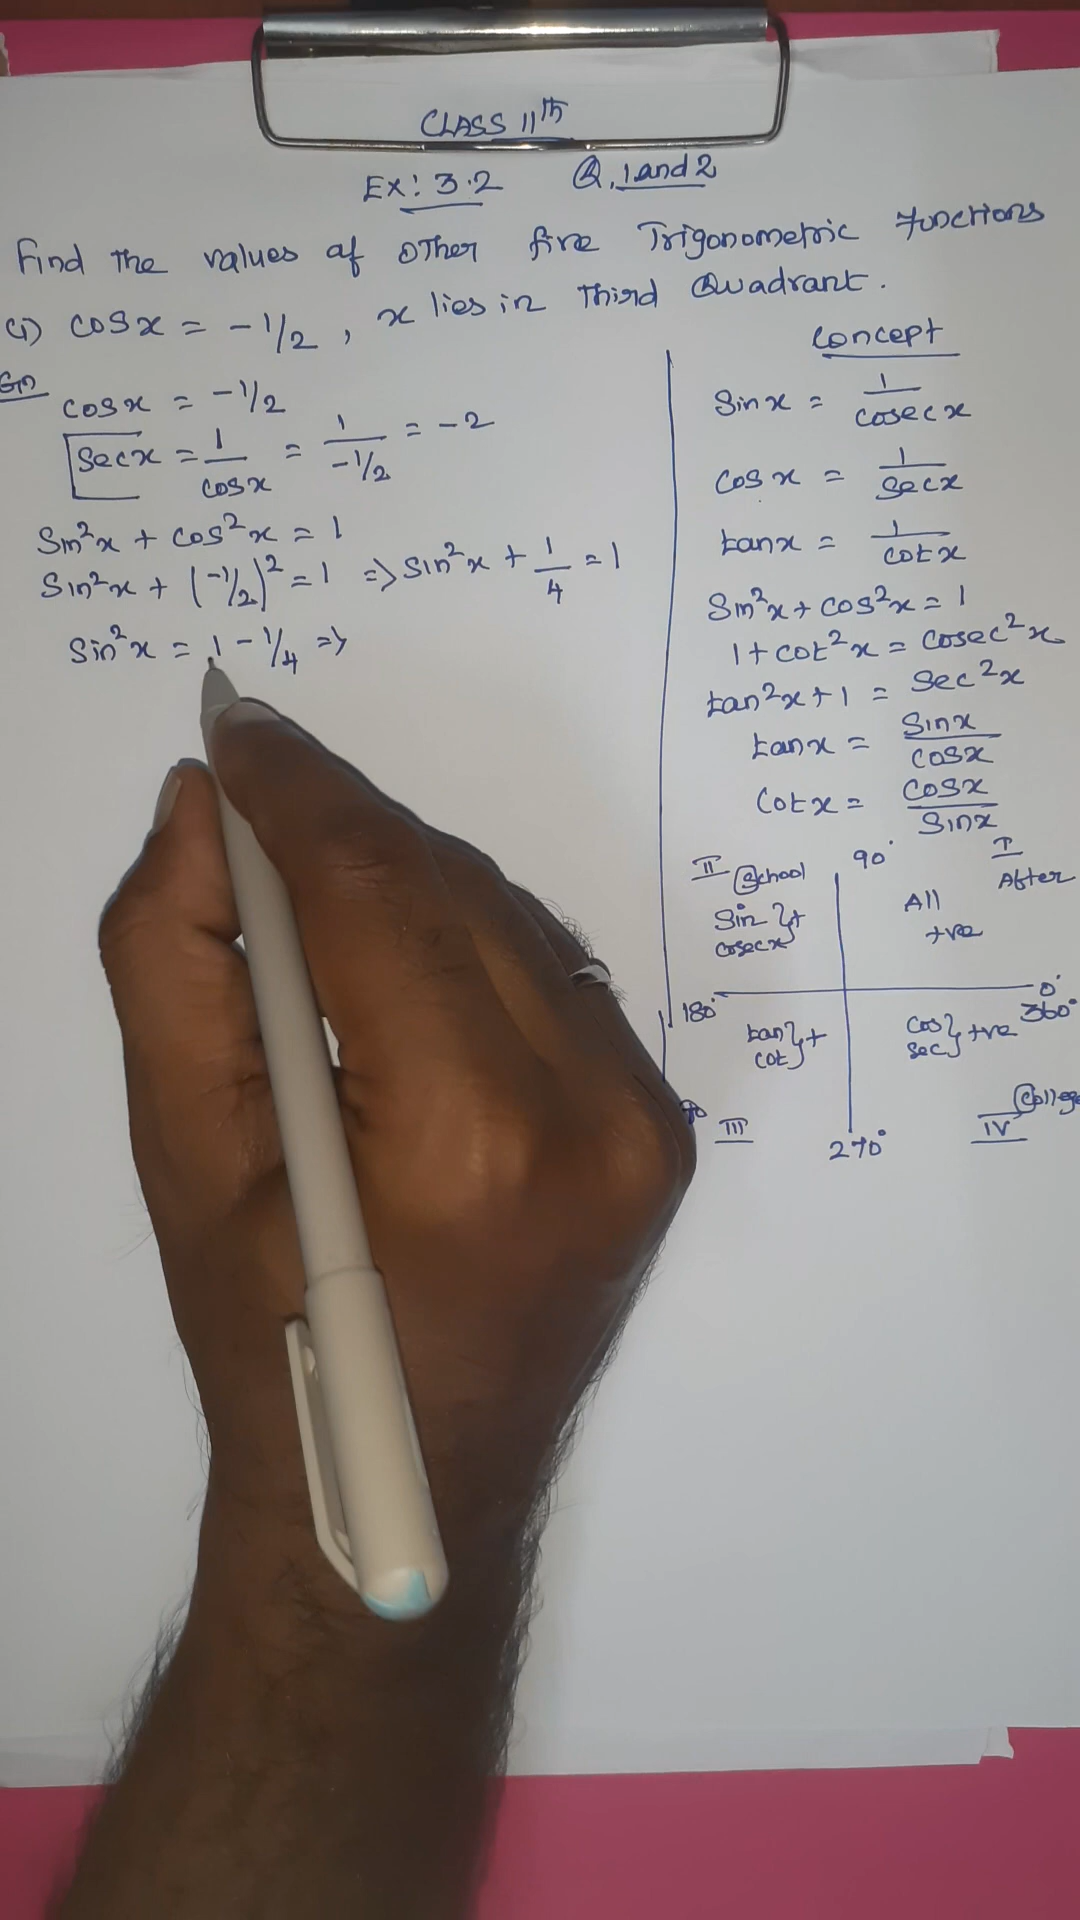 CLASS 11th
Ex: 3.2 Q. 1 and 2
Find the values of other five Trigonometric Functions
(1) cos x = -1/2, x lies in Third Quadrant.
Gn
cos x = -1/2
sec x = 1/cos x = 1/-1/2 = -2
Sin²x + cos²x = 1
Sin²x + (-1/2)² = 1 => sin²x + 1/4 = 1
Sin²x = 1 - 1/4 =>
Concept
Sin x = 1/cosec x
Cos x = 1/sec x
tan x = 1/cot x
Sin²x + cos²x = 1
1 + cot²x = cosec²x
tan²x + 1 = sec²x
tan x = Sin x/cos x
Cot x = cos x/Sin x
II School 90° I After
Sin } + All
cosec x +ve
180° 0°
360°
tan } + cos } +ve
cot sec
College
III IV
270°